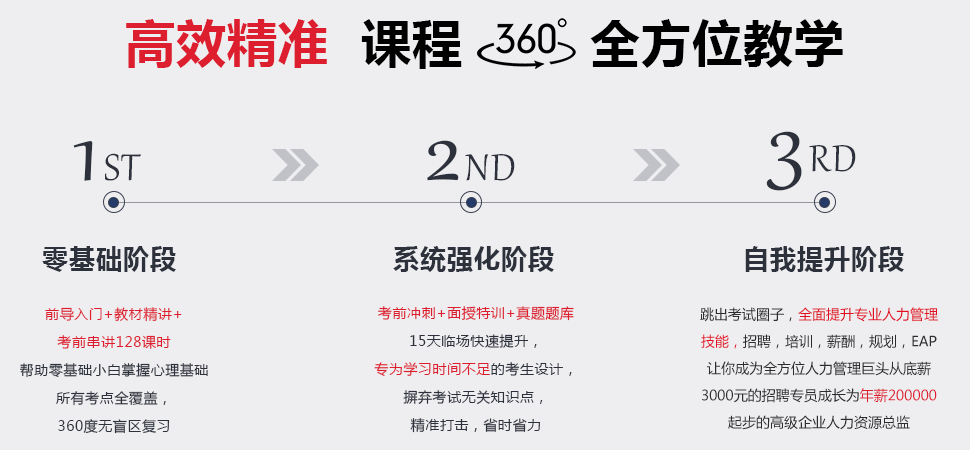 高效精准 课程 360° 全方位教学
1ST
2ND
3RD
零基础阶段
前导入门+教材精讲+
考前串讲128课时
帮助零基础小白掌握心理基础
所有考点全覆盖，
360度无盲区复习
系统强化阶段
考前冲刺+面授特训+真题题库
15天临场快速提升，
专为学习时间不足的考生设计，
摒弃考试无关知识点，
精准打击，省时省力
自我提升阶段
跳出考试圈子，全面提升专业人力管理
技能，招聘，培训，薪酬，规划，EAP
让你成为全方位人力管理巨头从底薪
3000元的招聘专员成长为年薪200000
起步的高级企业人力资源总监